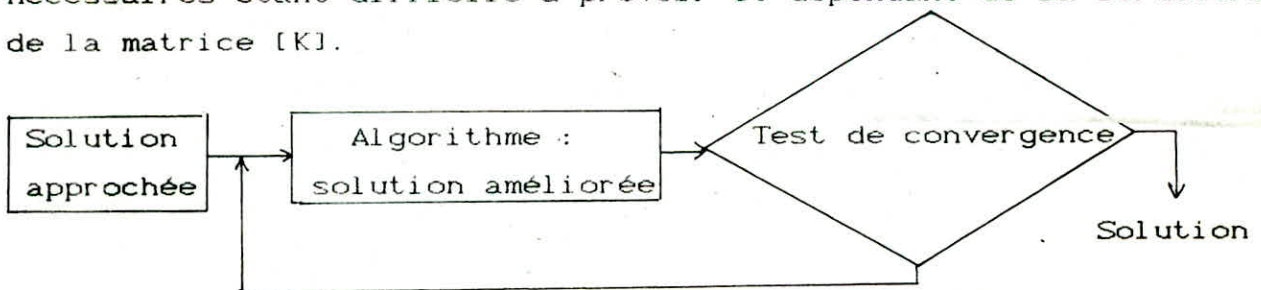 de la matrice [K].
Solution
approchée
Algorithme :
solution améliorée
Test de convergence
Solution